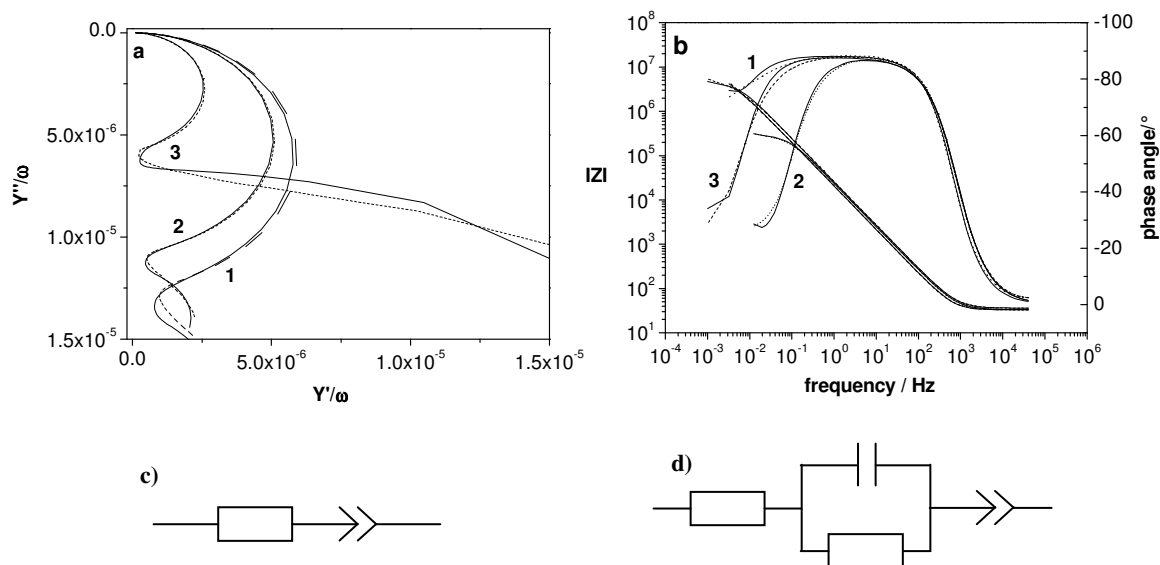 a
0.0
5.0x10⁻⁶
1.0x10⁻⁵
1.5x10⁻⁵
Y''/ω
3
2
1
0.0
5.0x10⁻⁶
1.0x10⁻⁵
1.5x10⁻⁵
Y'/ω
b
10⁸
10⁷
10⁶
10⁵
10⁴
10³
10²
10¹
IZI
1
3
2
-100
-80
-60
-40
-20
0
phase angle/°
10⁻⁴ 10⁻³ 10⁻² 10⁻¹ 10⁰ 10¹ 10² 10³ 10⁴ 10⁵ 10⁶
frequency / Hz
c)
d)